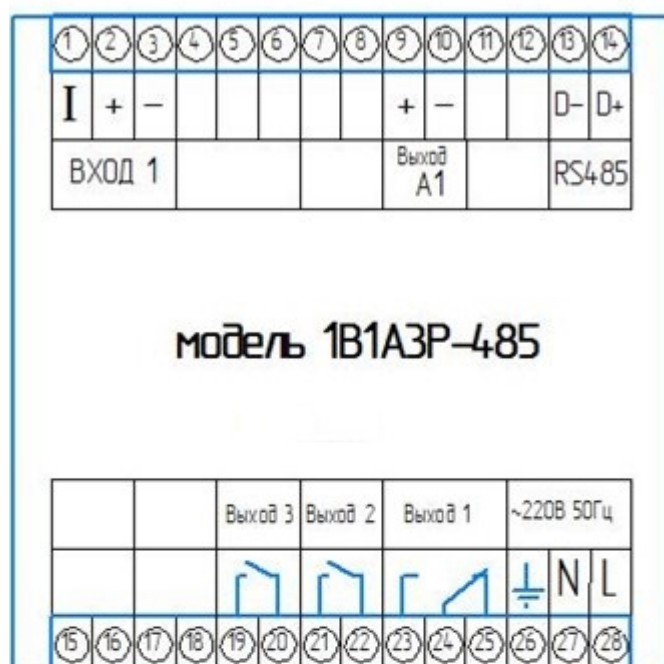 1 2 3 4 5 6 7 8 9 10 11 12 13 14
I + − + − D− D+
ВХОД 1 Выход А1 RS485
модель 1В1А3Р-485
Выход 3 Выход 2 Выход 1 ~220В 50Гц
N L
15 16 17 18 19 20 21 22 23 24 25 26 27 28